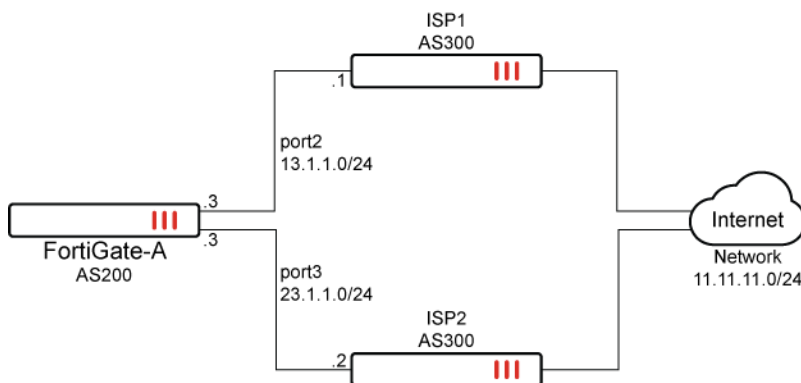 ISP1
AS300
.1
port2
13.1.1.0/24
.3
.3
FortiGate-A
AS200
Internet
Network
11.11.11.0/24
port3
23.1.1.0/24
ISP2
AS300
.2